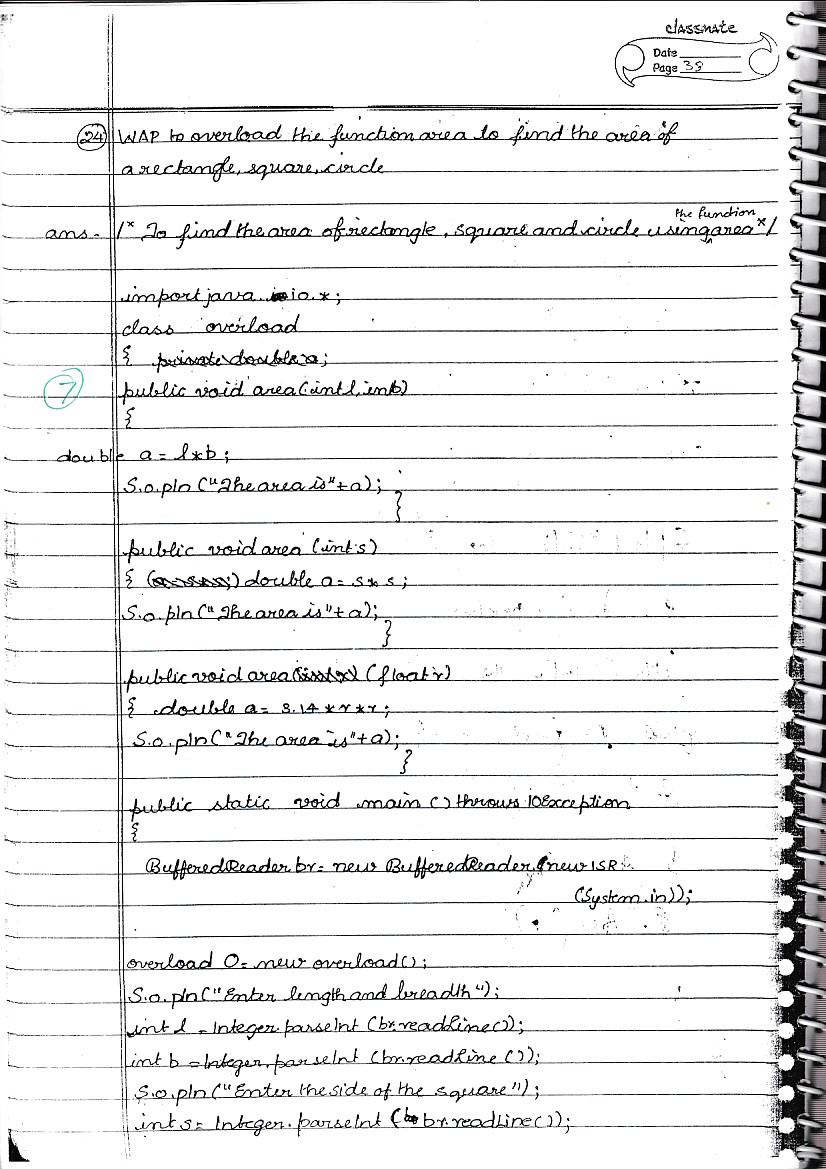 classmate
Date
Page 38
(24) WAP to overload the function area to find the area of
a rectangle, square, circle
ans - /* To find the area of rectangle, square and circle using the function area */
import java.io.*;
class overload
{ private double a;
(7) public void area (int l, int b)
{
double a = l*b;
S.o.pln ("The area is"+a);
}
public void area (int s)
{ double a = s*s;
S.o.pln ("The area is"+a);
}
public void area (float r)
{ double a = 3.14 * r * r;
S.o.pln ("The area is"+a);
}
public static void main () throws IOException
{
BufferedReader br = new BufferedReader (new ISR
(System.in));
overload O = new overload();
S.o.pln ("Enter length and breadth");
int l = Integer.parseInt (br.readLine());
int b = Integer.parseInt (br.readLine ());
S.o.pln ("Enter the side of the square");
int s = Integer.parseInt (br.readLine());